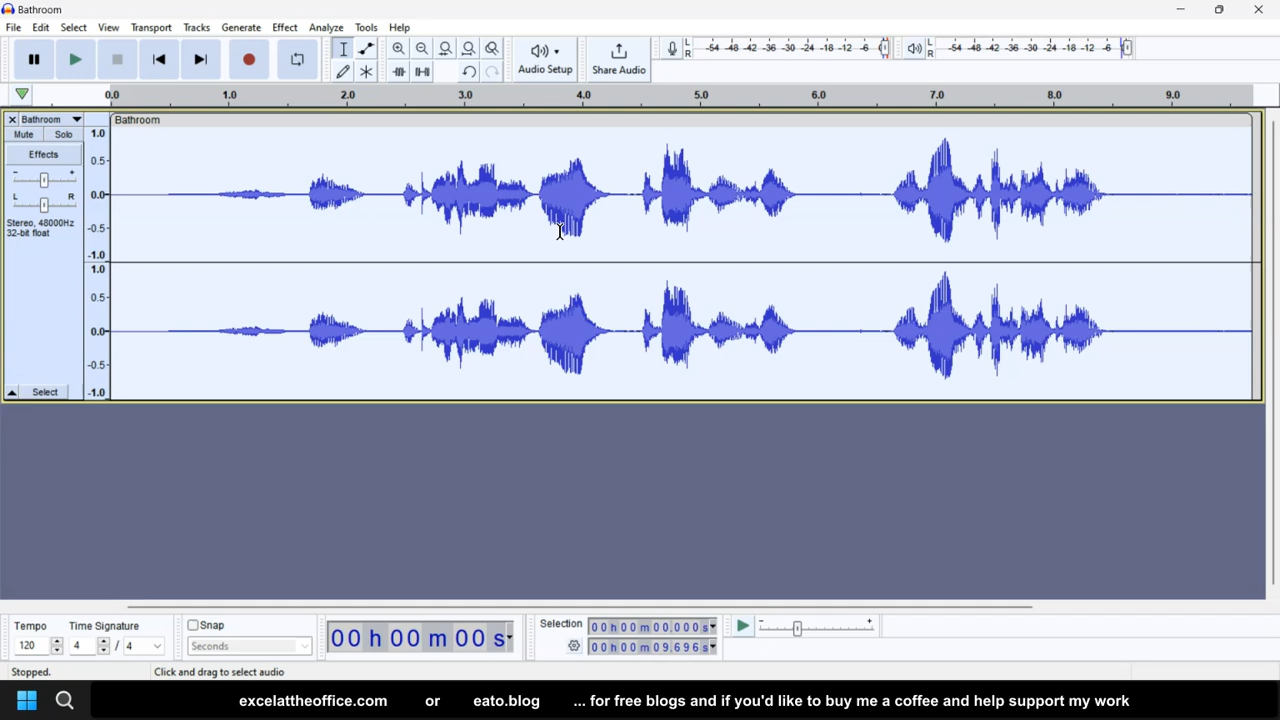 Bathroom
File Edit Select View Transport Tracks Generate Effect Analyze Tools Help
Audio Setup
Share Audio
L
R
-54 -48 -42 -36 -30 -24 -18 -12 -6 0
L
R
-54 -48 -42 -36 -30 -24 -18 -12 -6 0
0.0 1.0 2.0 3.0 4.0 5.0 6.0 7.0 8.0 9.0
Bathroom
Mute Solo
Effects
- +
L R
Stereo, 48000Hz
32-bit float
Select
Bathroom
1.0
0.5
0.0
-0.5
-1.0
1.0
0.5
0.0
-0.5
-1.0
Tempo
120
Time Signature
4 / 4
Snap
Seconds
00 h 00 m 00 s
Selection
00 h 00 m 00.000 s
00 h 00 m 09.696 s
- +
Stopped. Click and drag to select audio
excelattheoffice.com or eato.blog ... for free blogs and if you'd like to buy me a coffee and help support my work